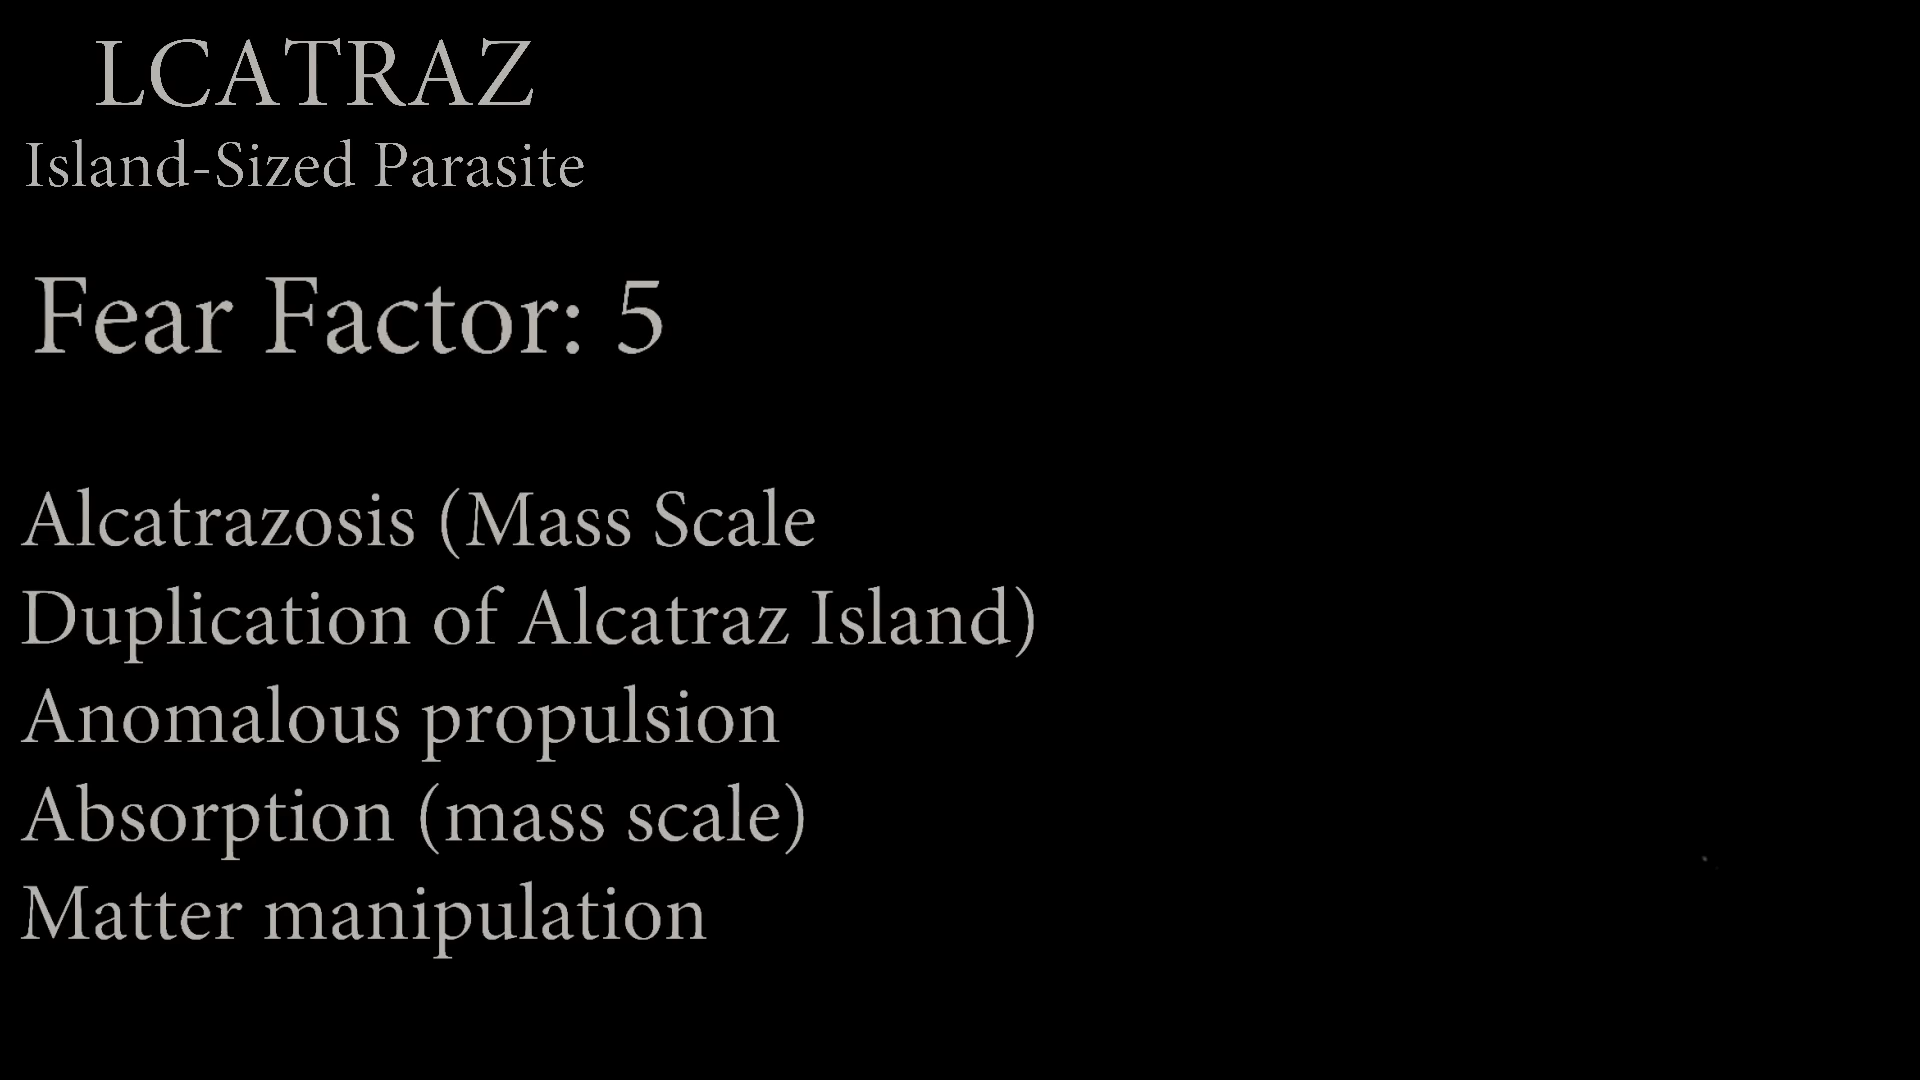 LCATRAZ
Island-Sized Parasite
Fear Factor: 5
Alcatrazosis (Mass Scale
Duplication of Alcatraz Island)
Anomalous propulsion
Absorption (mass scale)
Matter manipulation